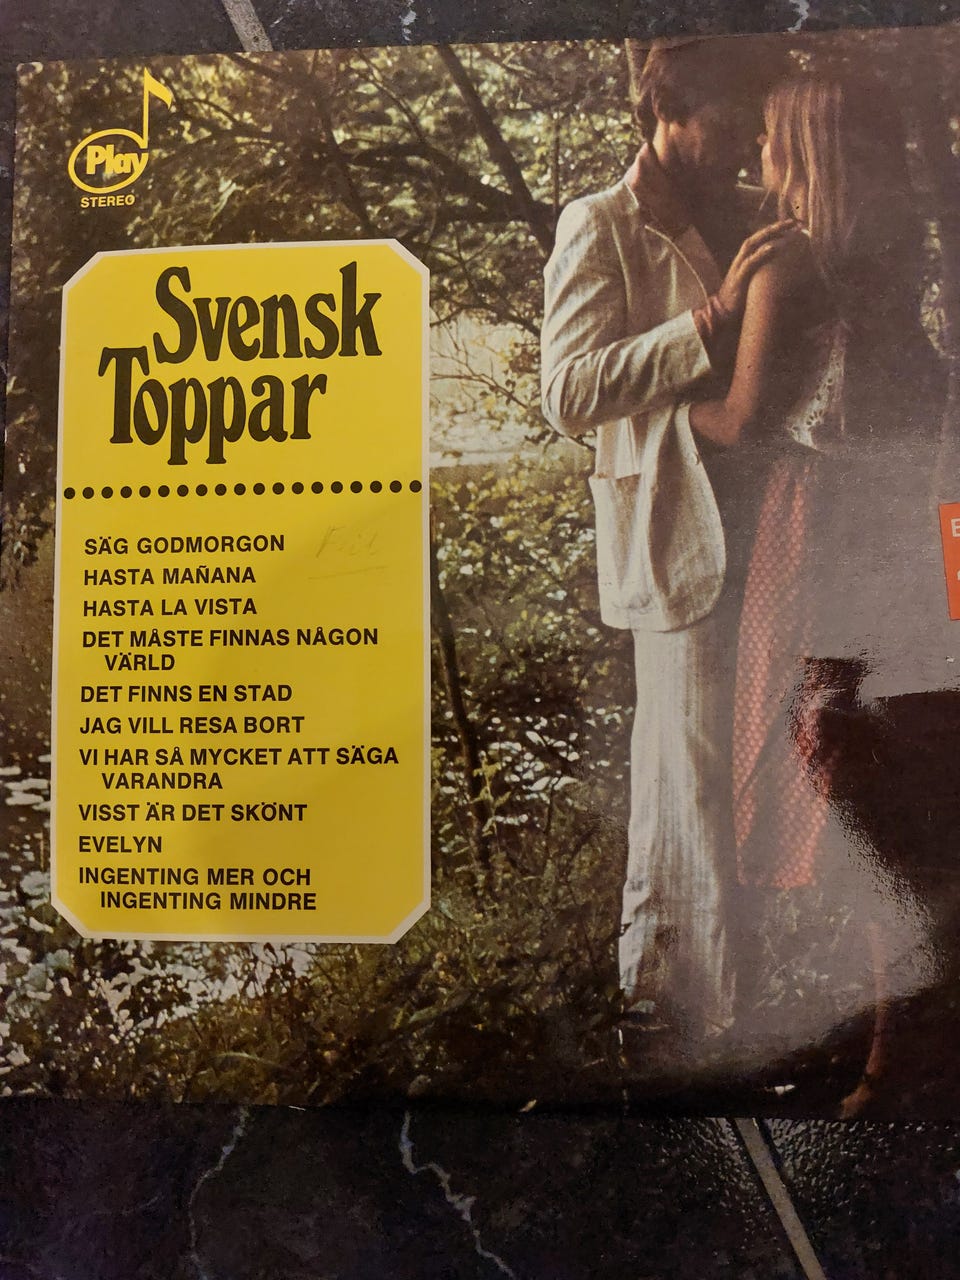 Play
STEREO
Svensk
Toppar
SÄG GODMORGON
HASTA MAÑANA
HASTA LA VISTA
DET MÅSTE FINNAS NÅGON
VÄRLD
DET FINNS EN STAD
JAG VILL RESA BORT
VI HAR SÅ MYCKET ATT SÄGA
VARANDRA
VISST ÄR DET SKÖNT
EVELYN
INGENTING MER OCH
INGENTING MINDRE